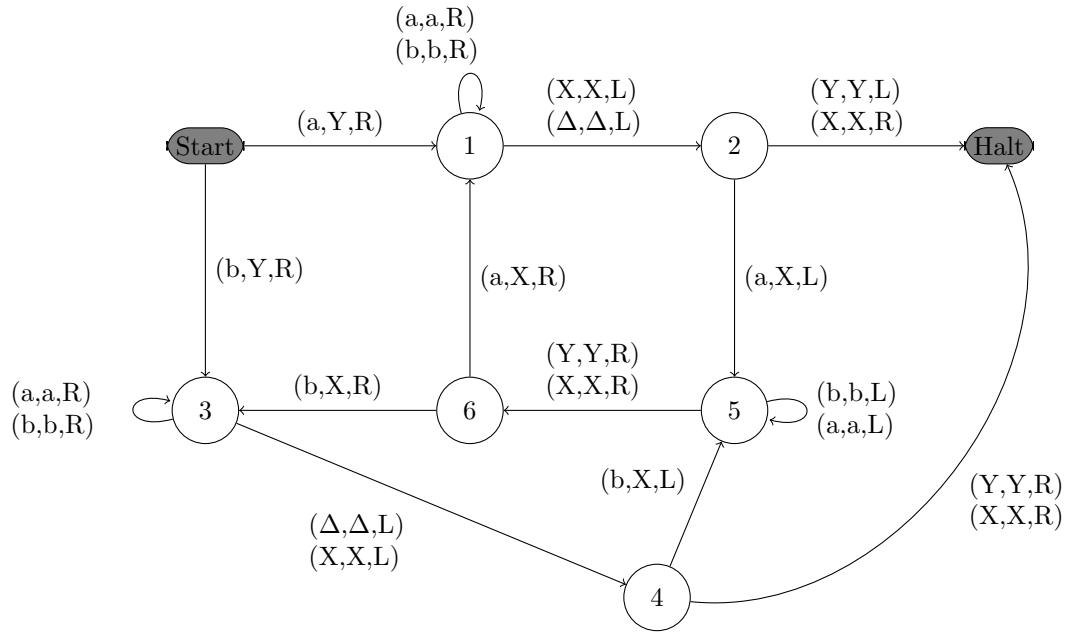 (a,a,R)
(b,b,R)
(X,X,L)
(Δ,Δ,L)
(Y,Y,L)
(X,X,R)
(a,Y,R)
Start
1
2
Halt
(b,Y,R)
(a,X,R)
(a,X,L)
(Y,Y,R)
(X,X,R)
(a,a,R)
(b,b,R)
(b,X,R)
3
6
5
(b,b,L)
(a,a,L)
(b,X,L)
(Y,Y,R)
(X,X,R)
(Δ,Δ,L)
(X,X,L)
4